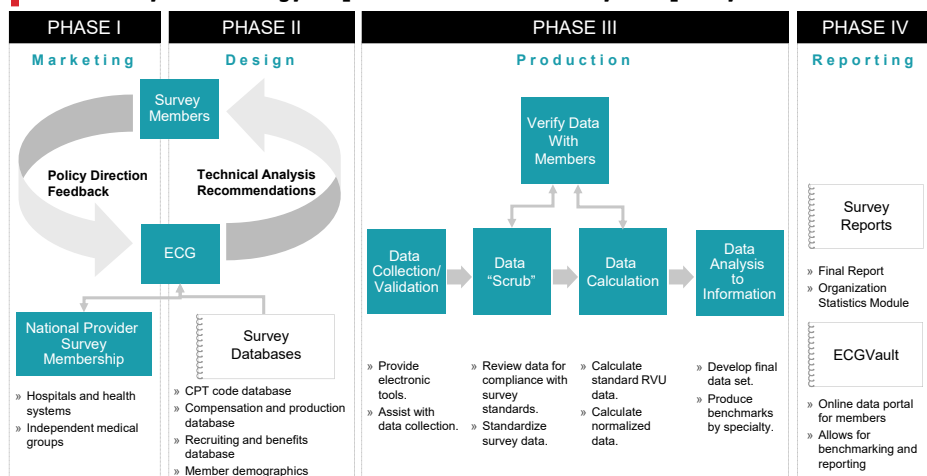 PHASE I
PHASE II
PHASE III
PHASE IV
Marketing
Design
Production
Reporting
Survey
Members
Policy Direction
Feedback
Technical Analysis
Recommendations
ECG
National Provider
Survey
Membership
» Hospitals and health
systems
» Independent medical
groups
Survey
Databases
» CPT code database
» Compensation and production
database
» Recruiting and benefits
database
» Member demographics
Verify Data
With
Members
Data
Collection/
Validation
Data
“Scrub”
Data
Calculation
Data
Analysis
to
Information
» Provide
electronic
tools.
» Assist with
data collection.
» Review data for
compliance with
survey
standards.
» Standardize
survey data.
» Calculate
standard RVU
data.
» Calculate
normalized
data.
» Develop final
data set.
» Produce
benchmarks
by specialty.
Survey
Reports
» Final Report
» Organization
Statistics Module
ECGVault
» Online data portal
for members
» Allows for
benchmarking and
reporting